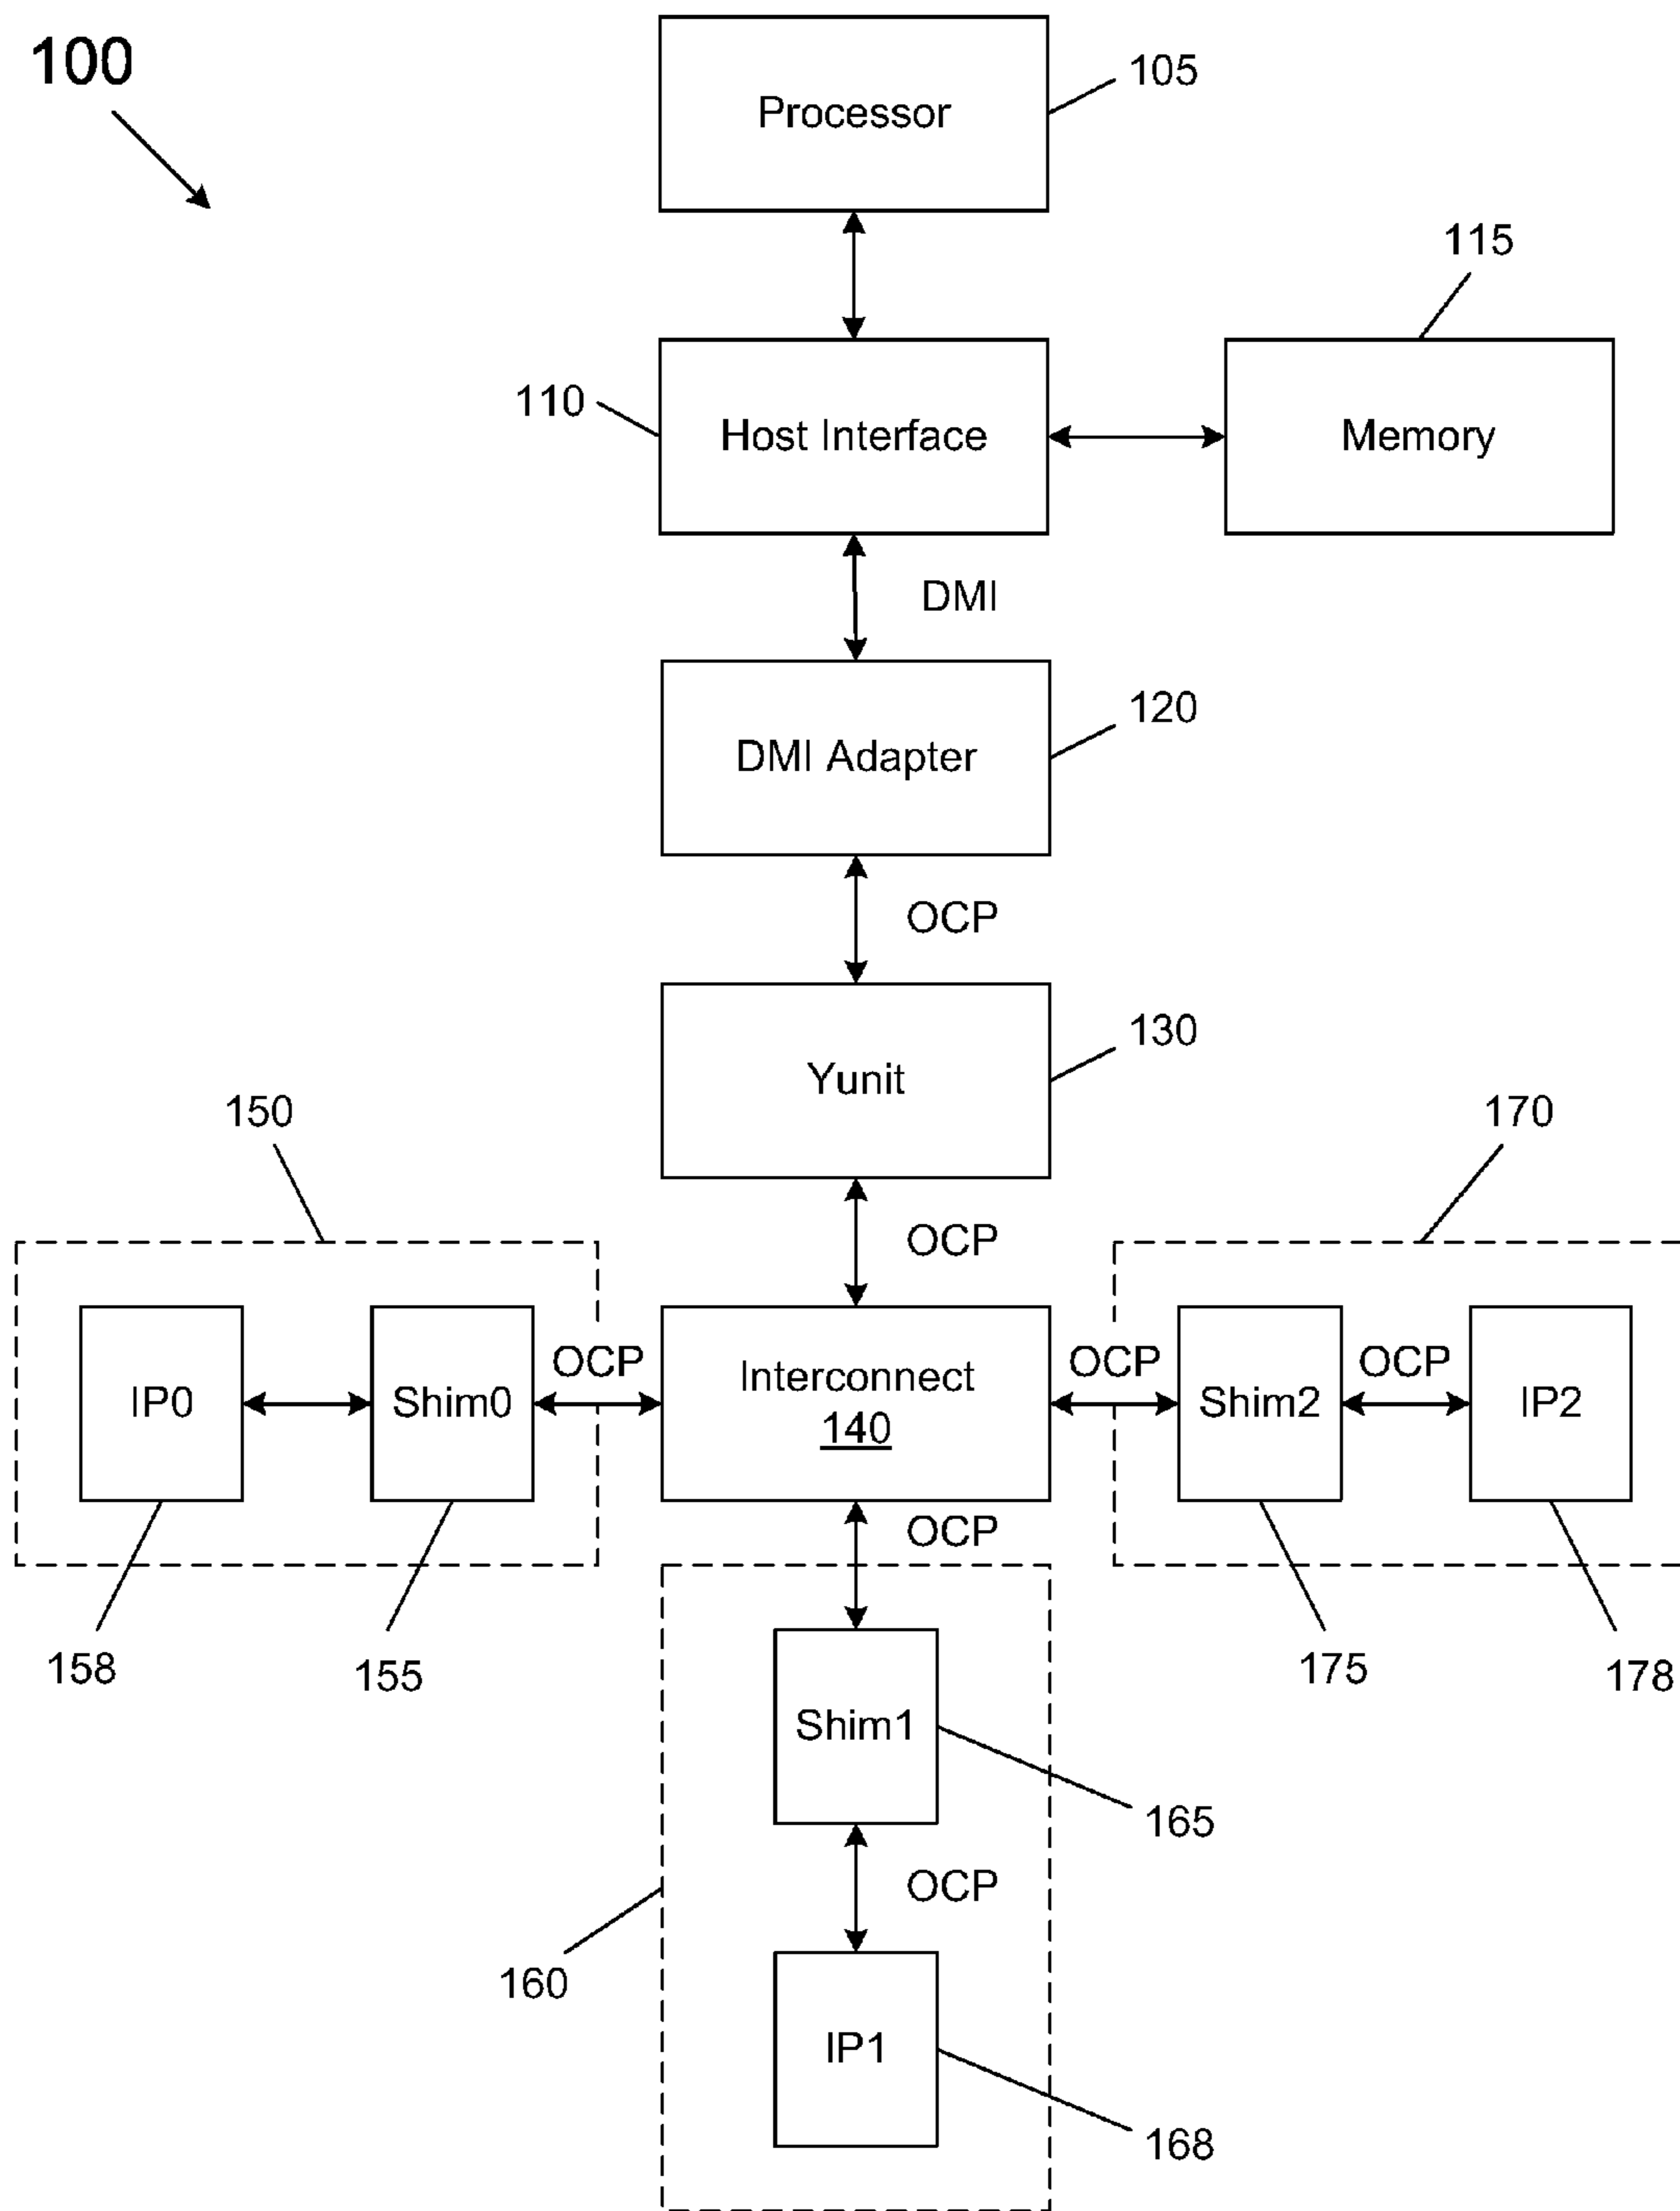 100
Processor
105
115
110
Host Interface
Memory
DMI
120
DMI Adapter
OCP
130
Yunit
150
170
OCP
IP0
Shim0
OCP
Interconnect
140
OCP
Shim2
OCP
IP2
OCP
158
155
175
178
Shim1
165
OCP
160
IP1
168